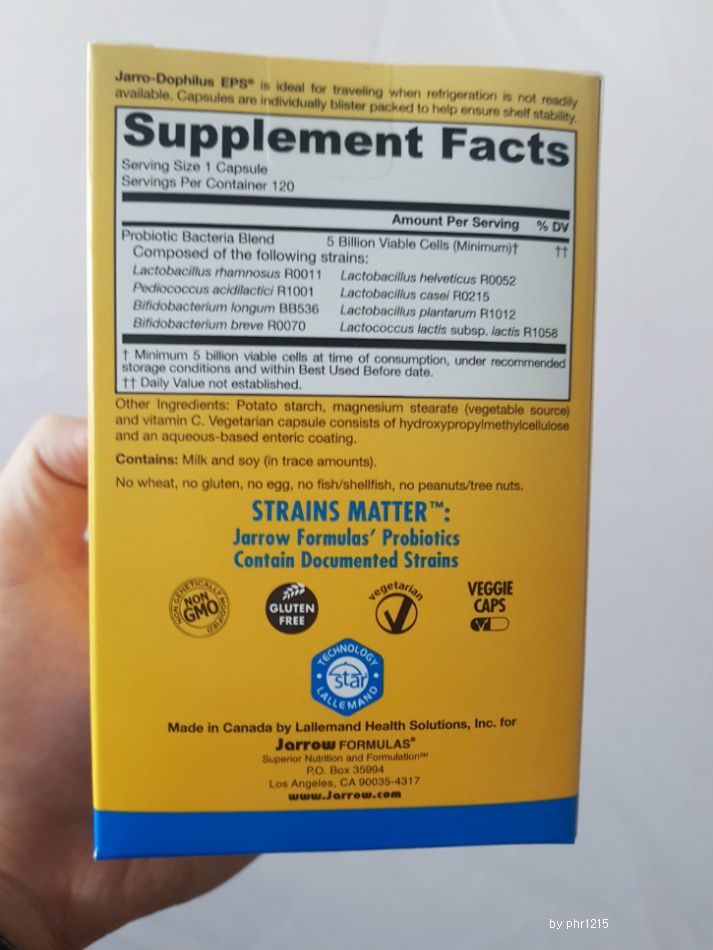 Jarro-Dophilus EPS® is ideal for traveling when refrigeration is not readily
available. Capsules are individually blister packed to help ensure shelf stability.
Supplement Facts
Serving Size 1 Capsule
Servings Per Container 120
Amount Per Serving % DV
Probiotic Bacteria Blend 5 Billion Viable Cells (Minimum)† ††
Composed of the following strains:
Lactobacillus rhamnosus R0011 Lactobacillus helveticus R0052
Pediococcus acidilactici R1001 Lactobacillus casei R0215
Bifidobacterium longum BB536 Lactobacillus plantarum R1012
Bifidobacterium breve R0070 Lactococcus lactis subsp. lactis R1058
† Minimum 5 billion viable cells at time of consumption, under recommended
storage conditions and within Best Used Before date.
†† Daily Value not established.
Other Ingredients: Potato starch, magnesium stearate (vegetable source)
and vitamin C. Vegetarian capsule consists of hydroxypropylmethylcellulose
and an aqueous-based enteric coating.
Contains: Milk and soy (in trace amounts).
No wheat, no gluten, no egg, no fish/shellfish, no peanuts/tree nuts.
STRAINS MATTER™:
Jarrow Formulas' Probiotics
Contain Documented Strains
NON GENETICALLY MODIFIED
NON
GMO
GLUTEN
FREE
vegetarian
VEGGIE
CAPS
TECHNOLOGY
star
LALLEMAND
Made in Canada by Lallemand Health Solutions, Inc. for
Jarrow FORMULAS®
Superior Nutrition and Formulation℠
P.O. Box 35994
Los Angeles, CA 90035-4317
www.Jarrow.com
by phr1215